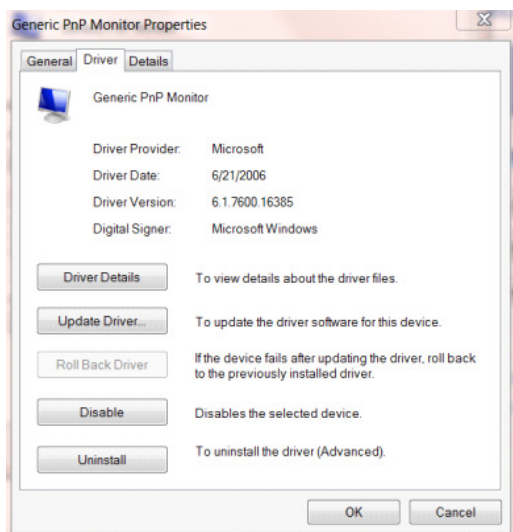 Generic PnP Monitor Properties
General Driver Details
Generic PnP Monitor
Driver Provider: Microsoft
Driver Date: 6/21/2006
Driver Version: 6.1.7600.16385
Digital Signer: Microsoft Windows
Driver Details To view details about the driver files.
Update Driver... To update the driver software for this device.
Roll Back Driver If the device fails after updating the driver, roll back
to the previously installed driver.
Disable Disables the selected device.
Uninstall To uninstall the driver (Advanced).
OK Cancel